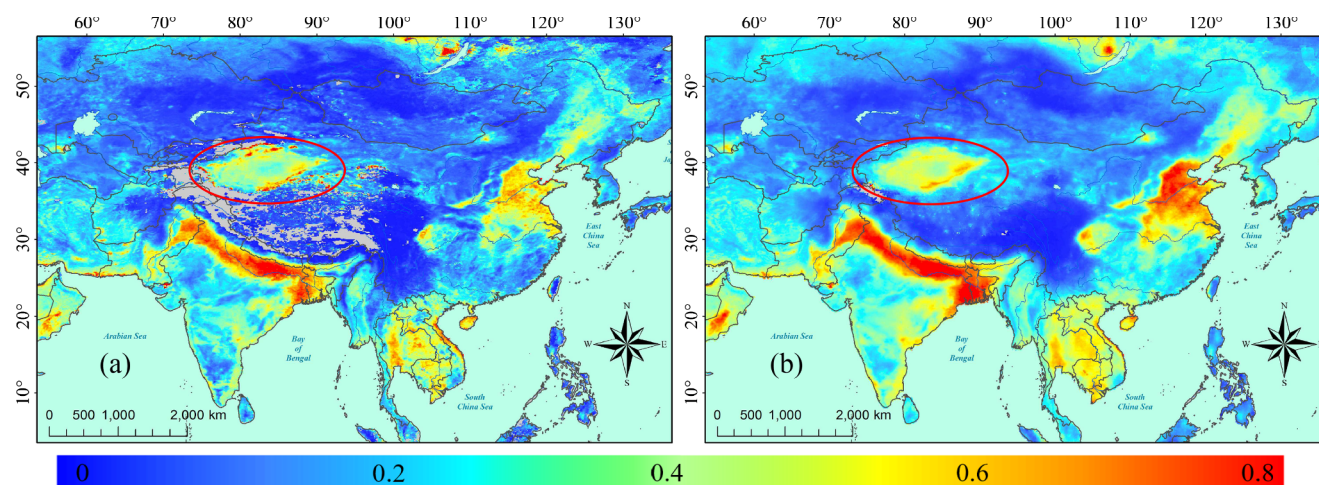 60° 70° 80° 90° 100° 110° 120° 130°
60° 70° 80° 90° 100° 110° 120° 130°
50°
40°
30°
20°
10°
East
China
Sea
Arabian Sea
Bay
of
Bengal
South
China Sea
N
W E
S
(a)
0 500 1,000 2,000 km
50°
40°
30°
20°
10°
East
China
Sea
Arabian Sea
Bay
of
Bengal
South
China Sea
N
W E
S
(b)
0 500 1,000 2,000 km
0 0.2 0.4 0.6 0.8